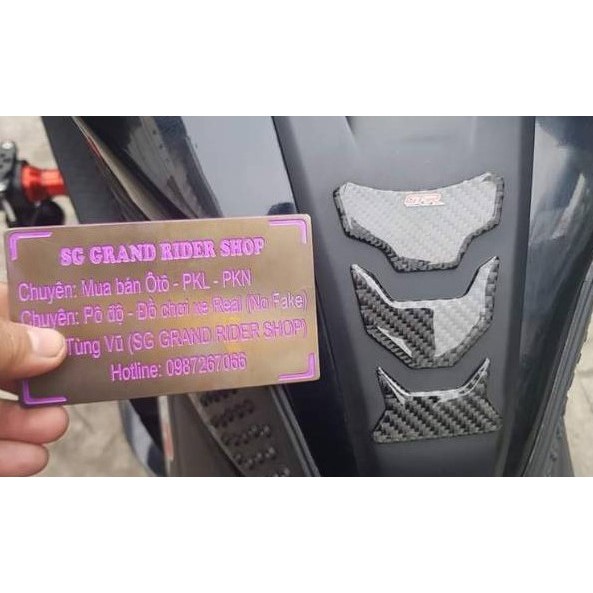 SG GRAND RIDER SHOP
Chuyên: Mua bán Ôtô - PKL - PKN
Chuyên: Pô độ - Đồ chơi xe Real (No Fake)
Tùng Vũ (SG GRAND RIDER SHOP)
Hotline: 0987267066
GTR